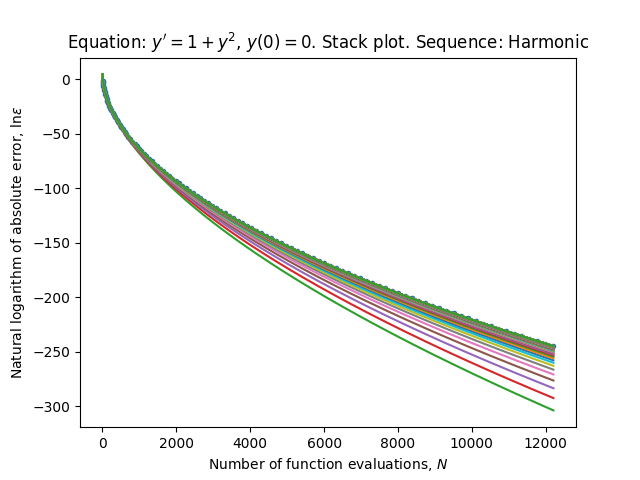 Equation: y' = 1 + y², y(0) = 0. Stack plot. Sequence: Harmonic
Natural logarithm of absolute error, lnε
0
−50
−100
−150
−200
−250
−300
0 2000 4000 6000 8000 10000 12000
Number of function evaluations, N